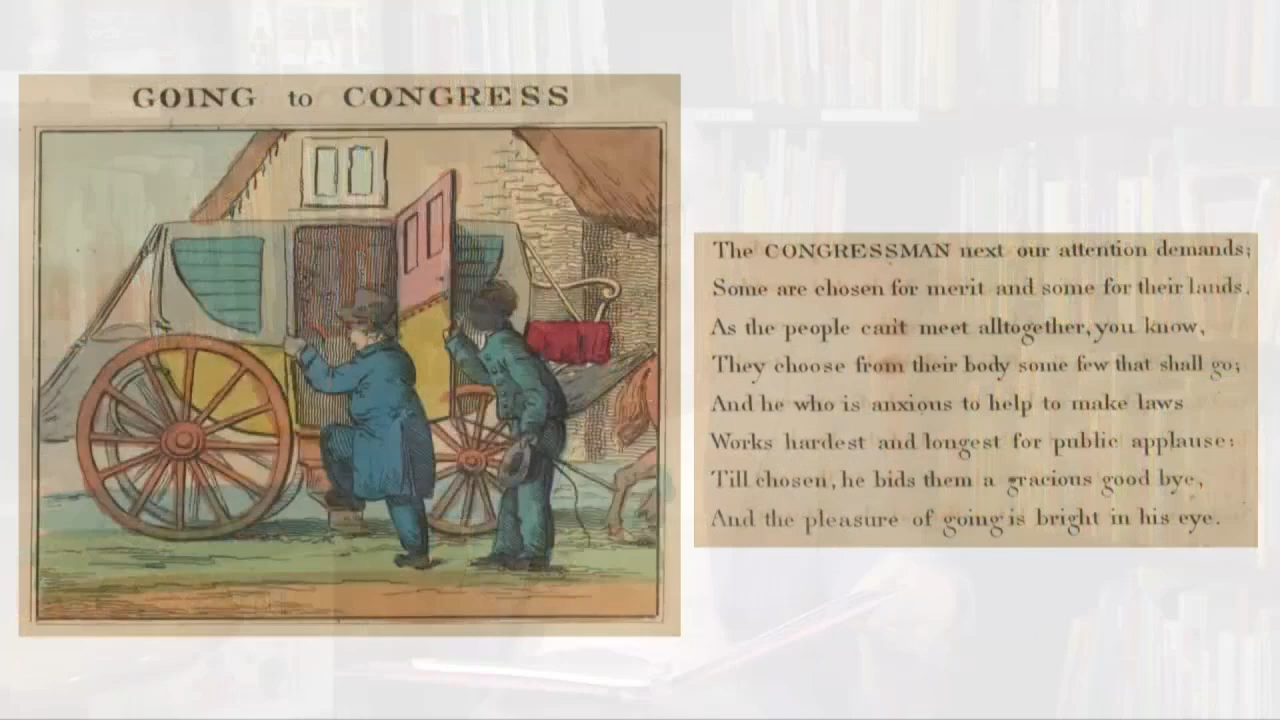 GOING to CONGRESS
The CONGRESSMAN next our attention demands;
Some are chosen for merit and some for their lands.
As the people can't meet alltogether, you know,
They choose from their body some few that shall go;
And he who is anxious to help to make laws
Works hardest and longest for public applause:
Till chosen, he bids them a gracious good bye,
And the pleasure of going is bright in his eye.